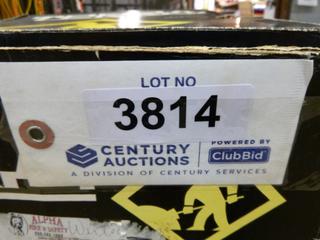 LOT NO
3814
CENTURY
AUCTIONS
POWERED BY
ClubBid
A DIVISION OF CENTURY SERVICES
ALPHA